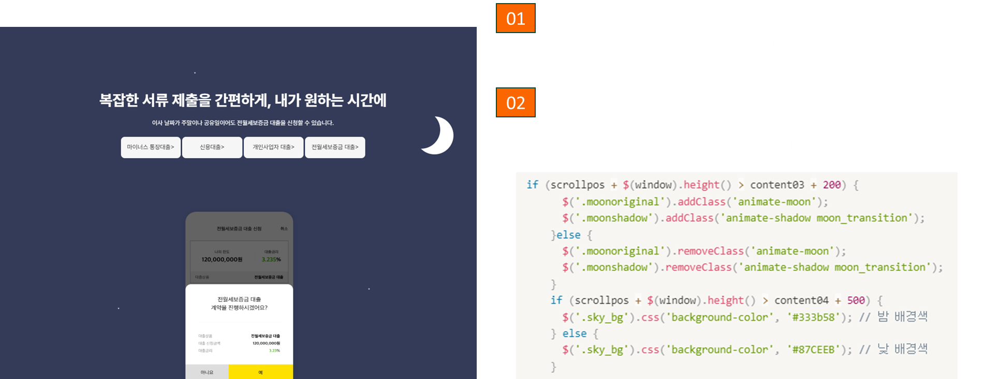 01
02
복잡한 서류 제출을 간편하게, 내가 원하는 시간에
이사 날짜가 주말이나 공유일이어도 전월세보증금 대출을 신청할 수 있습니다.
마이너스 통장대출>
신용대출>
개인사업자 대출>
전월세보증금 대출>
전월세보증금 대출 신청 취소
나의 한도 대출금리
120,000,000원 3.235%
대출상품 전월세보증금 대출
전월세보증금 대출
계약을 진행하시겠어요?
대출상품 전월세보증금 대출
대출 신청금액 120,000,000원
대출금리 3.23%
아니요 예
if (scrollpos + $(window).height() > content03 + 200) {
$('.moonoriginal').addClass('animate-moon');
$('.moonshadow').addClass('animate-shadow moon_transition');
}else {
$('.moonoriginal').removeClass('animate-moon');
$('.moonshadow').removeClass('animate-shadow moon_transition');
}
if (scrollpos + $(window).height() > content04 + 500) {
$('.sky_bg').css('background-color', '#333b58'); // 밤 배경색
} else {
$('.sky_bg').css('background-color', '#87CEEB'); // 낮 배경색
}